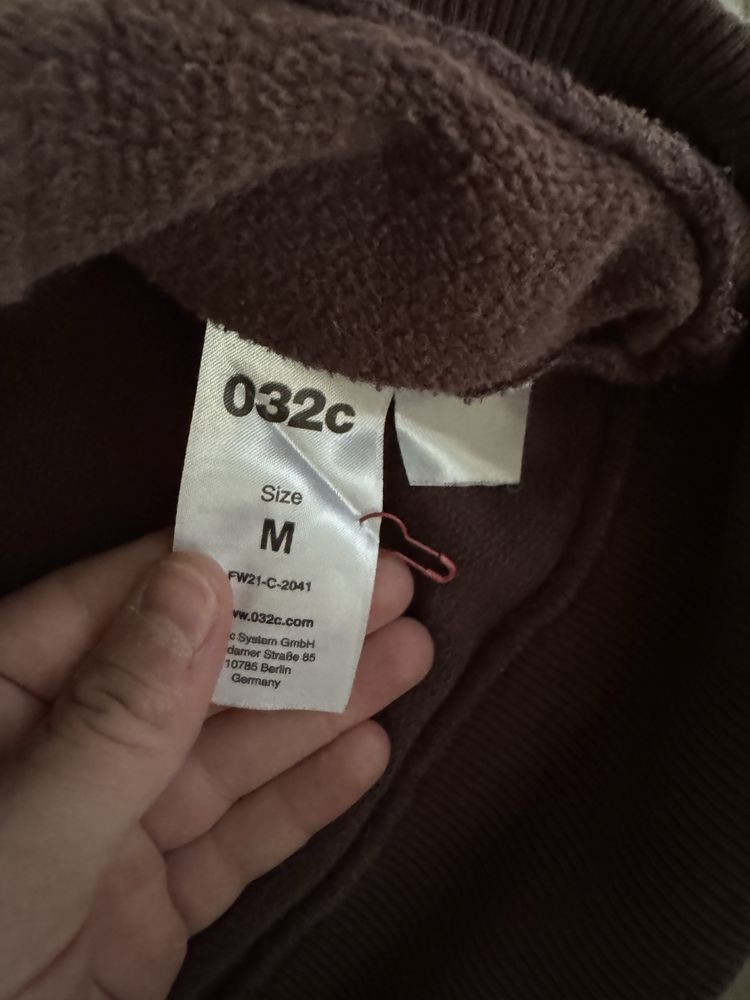 032c
Size
M
FW21-C-2041
ww.032c.com
c System GmbH
damer Straße 85
10785 Berlin
Germany